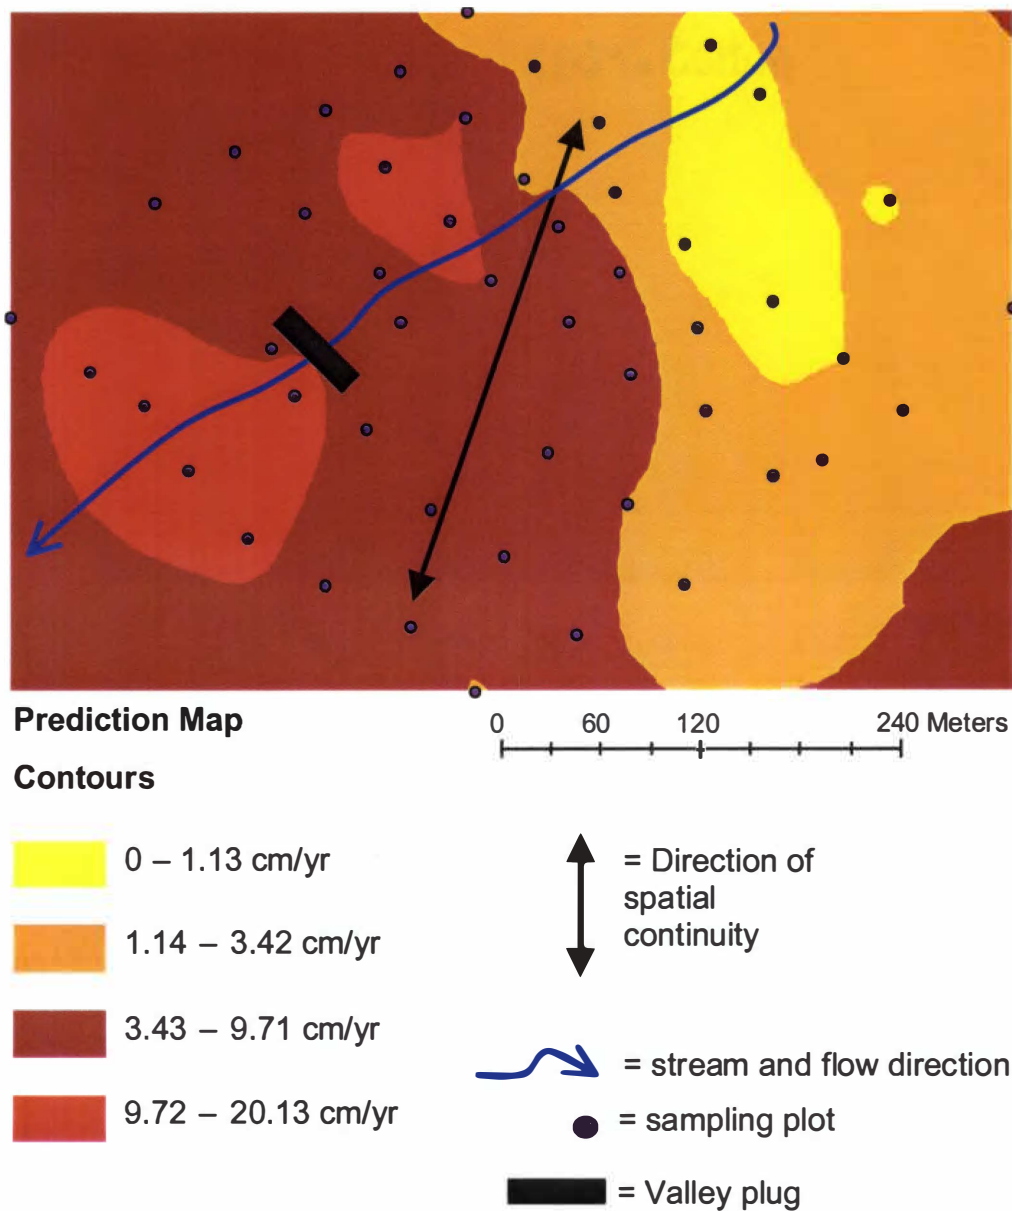 Prediction Map
0 60 120 240 Meters
Contours
0 – 1.13 cm/yr
1.14 – 3.42 cm/yr
3.43 – 9.71 cm/yr
9.72 – 20.13 cm/yr
= Direction of
spatial
continuity
= stream and flow direction
= sampling plot
= Valley plug